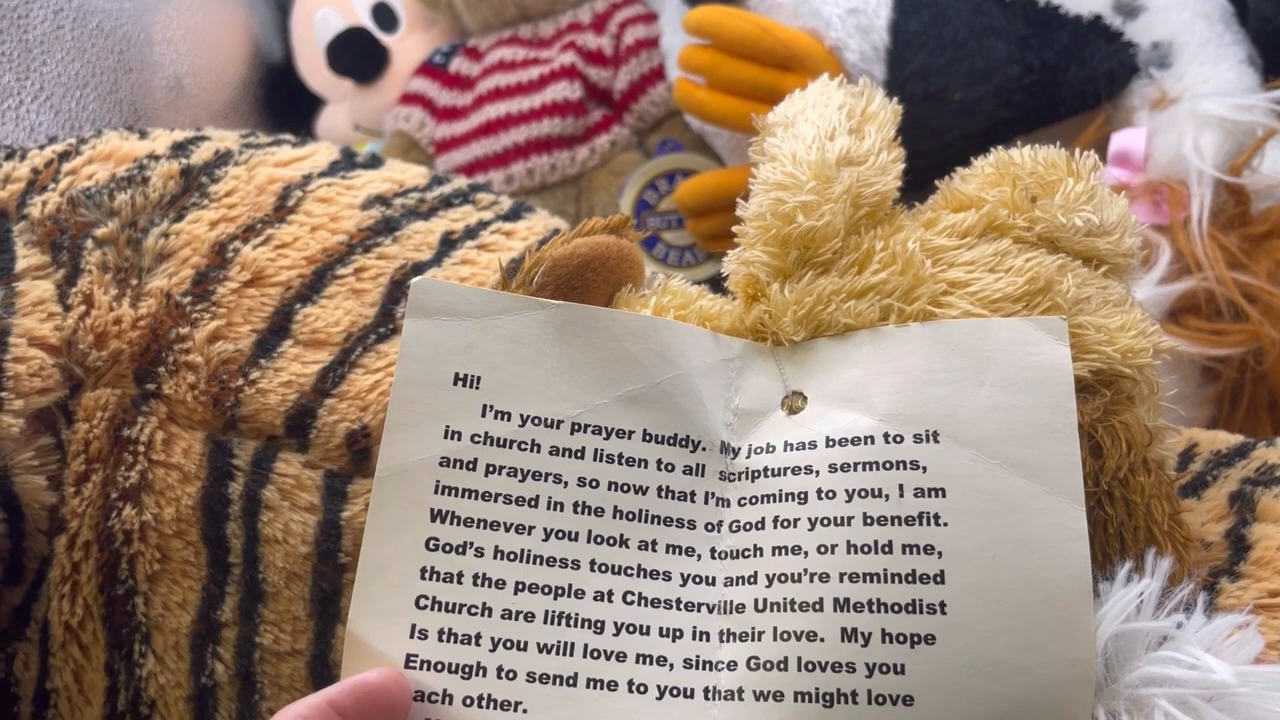 Hi!
I'm your prayer buddy. My job has been to sit
in church and listen to all scriptures, sermons,
and prayers, so now that I'm coming to you, I am
immersed in the holiness of God for your benefit.
Whenever you look at me, touch me, or hold me,
God's holiness touches you and you're reminded
that the people at Chesterville United Methodist
Church are lifting you up in their love. My hope
Is that you will love me, since God loves you
Enough to send me to you that we might love
each other.